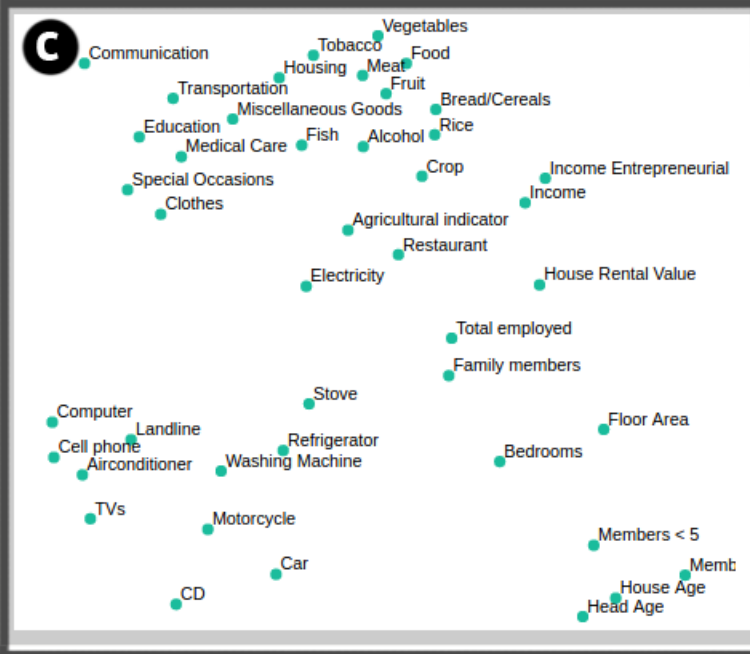 C
Vegetables
Tobacco
Communication
Food
Meat
Housing
Fruit
Transportation
Bread/Cereals
Miscellaneous Goods
Rice
Education
Fish
Alcohol
Medical Care
Crop
Income Entrepreneurial
Special Occasions
Income
Clothes
Agricultural indicator
Restaurant
Electricity
House Rental Value
Total employed
Family members
Stove
Computer
Floor Area
Landline
Refrigerator
Cell phone
Bedrooms
Airconditioner
Washing Machine
TVs
Motorcycle
Members < 5
Car
Memb
House Age
CD
Head Age